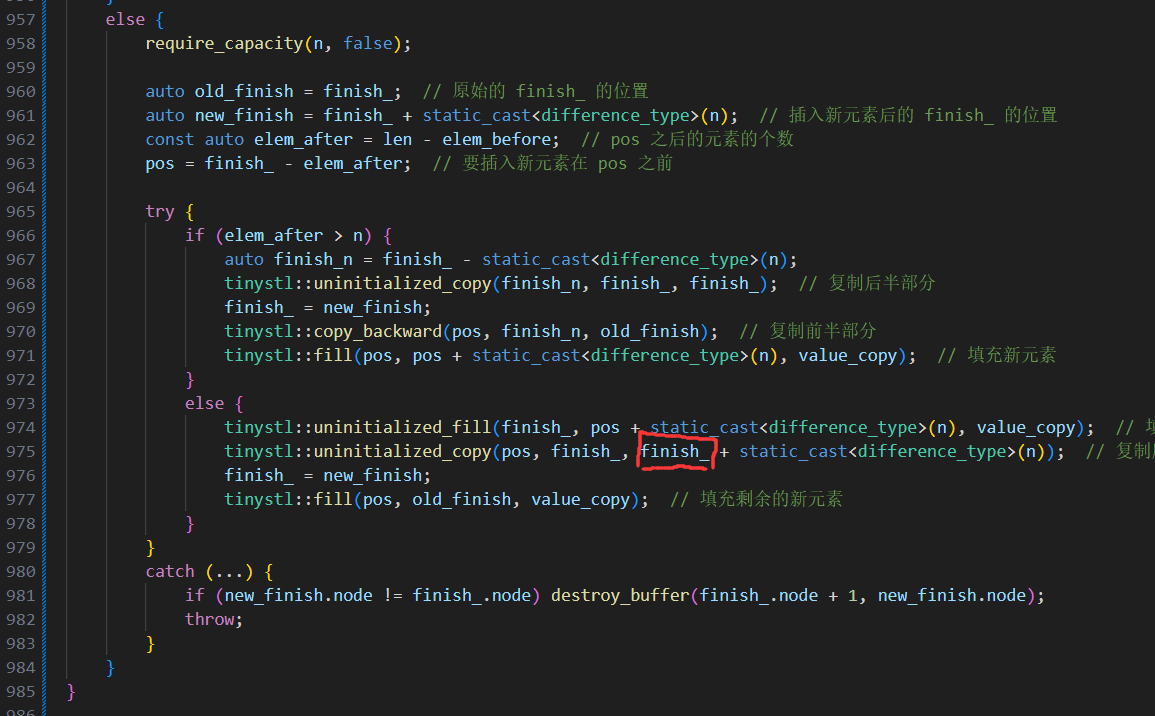 957 else {
958 require_capacity(n, false);
959
960 auto old_finish = finish_; // 原始的 finish_ 的位置
961 auto new_finish = finish_ + static_cast<difference_type>(n); // 插入新元素后的 finish_ 的位置
962 const auto elem_after = len - elem_before; // pos 之后的元素的个数
963 pos = finish_ - elem_after; // 要插入新元素在 pos 之前
964
965 try {
966 if (elem_after > n) {
967 auto finish_n = finish_ - static_cast<difference_type>(n);
968 tinystl::uninitialized_copy(finish_n, finish_, finish_); // 复制后半部分
969 finish_ = new_finish;
970 tinystl::copy_backward(pos, finish_n, old_finish); // 复制前半部分
971 tinystl::fill(pos, pos + static_cast<difference_type>(n), value_copy); // 填充新元素
972 }
973 else {
974 tinystl::uninitialized_fill(finish_, pos + static_cast<difference_type>(n), value_copy); //
975 tinystl::uninitialized_copy(pos, finish_, finish_ + static_cast<difference_type>(n)); // 复制
976 finish_ = new_finish;
977 tinystl::fill(pos, old_finish, value_copy); // 填充剩余的新元素
978 }
979 }
980 catch (...) {
981 if (new_finish.node != finish_.node) destroy_buffer(finish_.node + 1, new_finish.node);
982 throw;
983 }
984 }
985 }